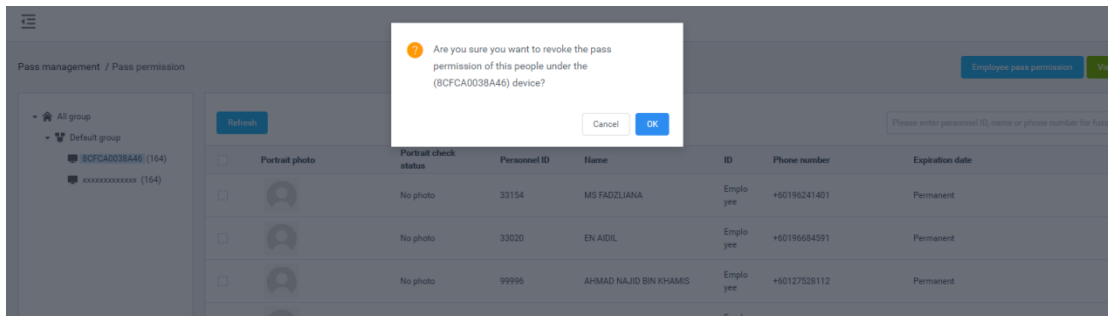 Are you sure you want to revoke the pass
permission of this people under the
(8CFCA0038A46) device?
Cancel OK
Pass management / Pass permission
Employee pass permission
All group
Default group
8CFCA0038A46 (164)
xxxxxxxxxxxxx (164)
Refresh
Please enter personnel ID, name or phone number for fuzz
Portrait photo Portrait check status Personnel ID Name ID Phone number Expiration date
No photo 33154 MS FADZLIANA Emplo yee +60196241401 Permanent
No photo 33020 EN AIDIL Emplo yee +60196684591 Permanent
No photo 99996 AHMAD NAJID BIN KHAMIS Emplo yee +60127528112 Permanent